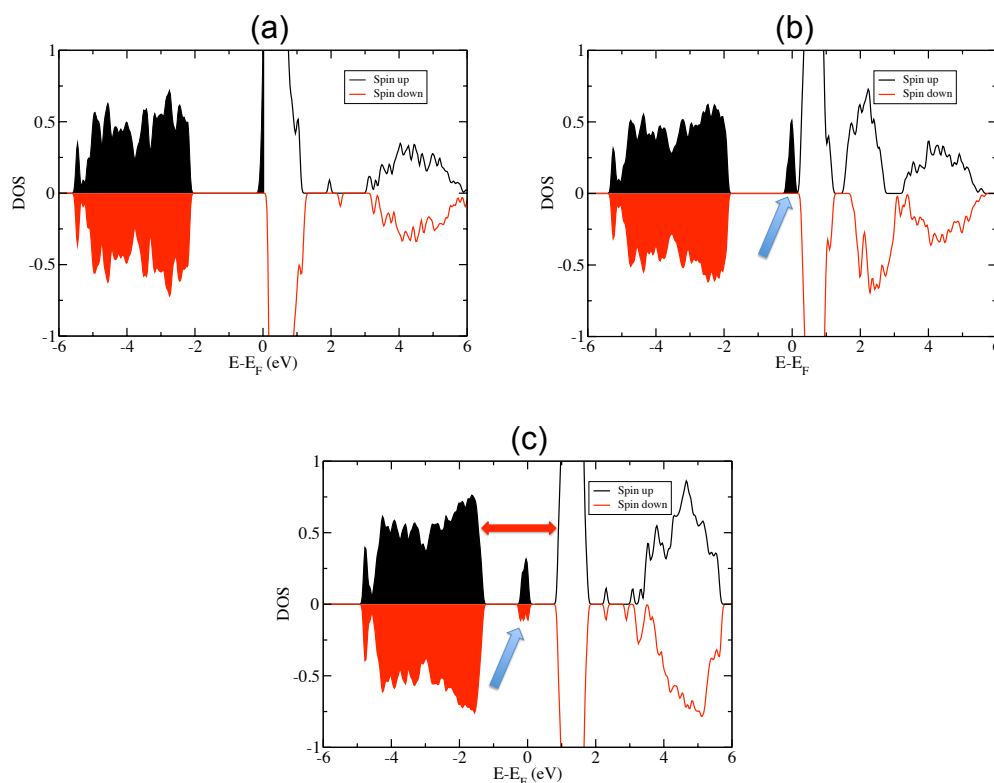 (a)
1
0.5
0
-0.5
-1
DOS
Spin up
Spin down
-6 -4 -2 0 2 4 6
E-E_F (eV)
(b)
1
0.5
0
-0.5
-1
DOS
Spin up
Spin down
-6 -4 -2 0 2 4 6
E-E_F
(c)
1
0.5
0
-0.5
-1
DOS
Spin up
Spin down
-6 -4 -2 0 2 4 6
E-E_F (eV)